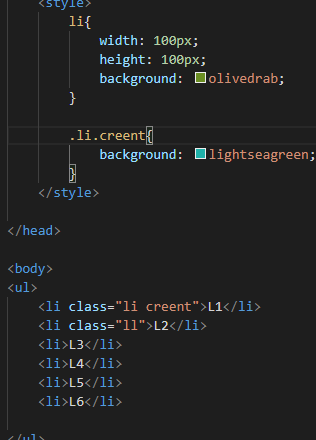 <style>
li{
width: 100px;
height: 100px;
background: olivedrab;
}
.li.creent{
background: lightseagreen;
}
</style>
</head>
<body>
<ul>
<li class="li creent">L1</li>
<li class="ll">L2</li>
<li>L3</li>
<li>L4</li>
<li>L5</li>
<li>L6</li>
</ul>